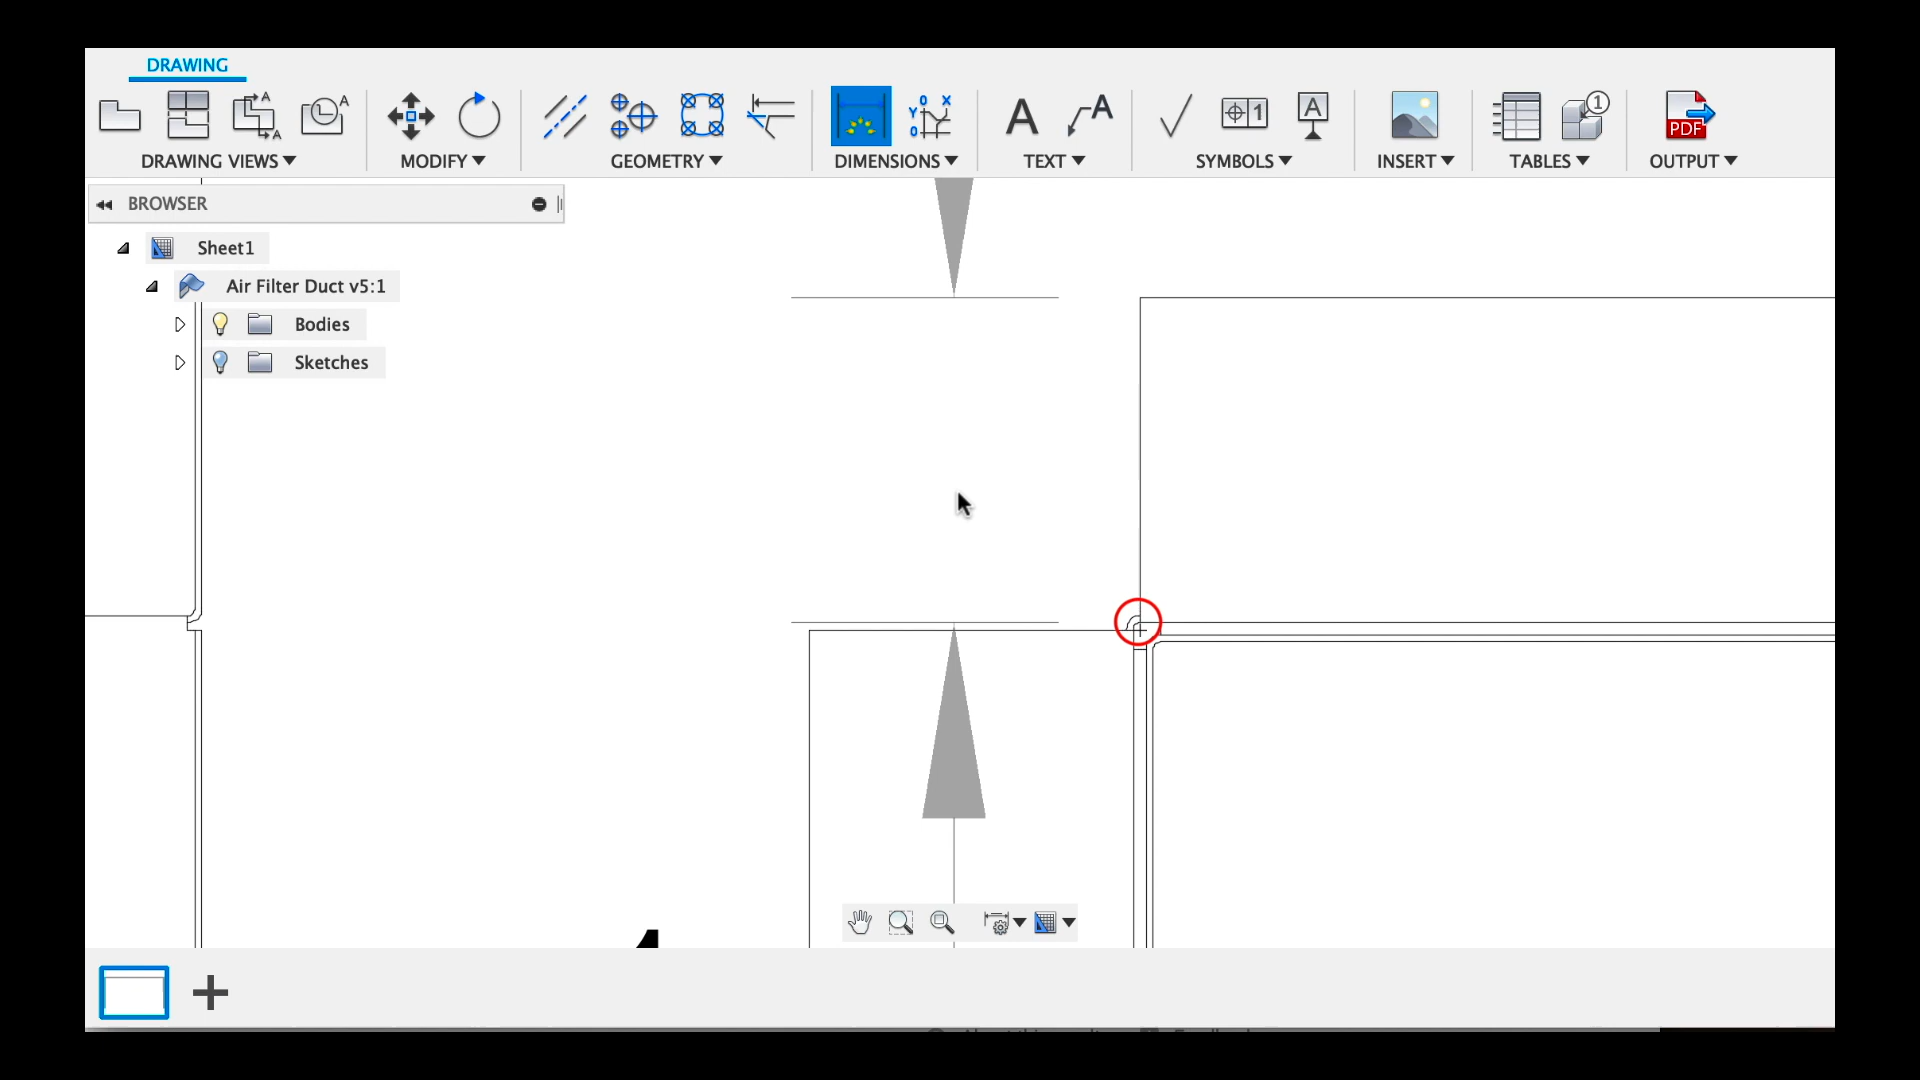 DRAWING
DRAWING VIEWS MODIFY GEOMETRY DIMENSIONS TEXT SYMBOLS INSERT TABLES OUTPUT
BROWSER
Sheet1
Air Filter Duct v5:1
Bodies
Sketches